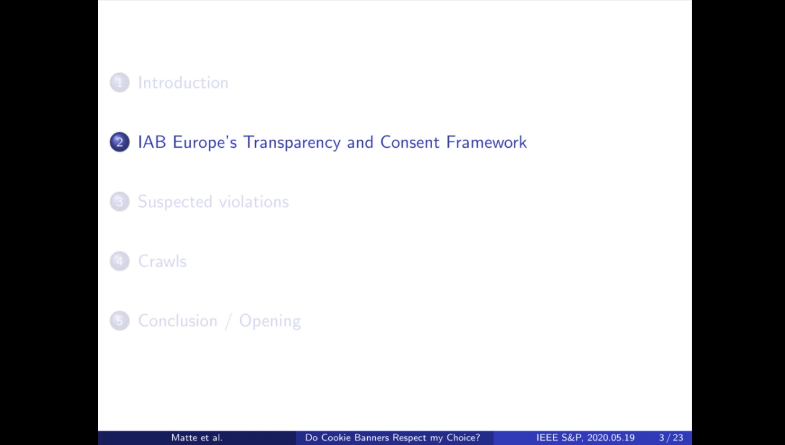 1 Introduction
2 IAB Europe's Transparency and Consent Framework
3 Suspected violations
4 Crawls
5 Conclusion / Opening
Matte et al. Do Cookie Banners Respect my Choice? IEEE S&P, 2020.05.19 3 / 23